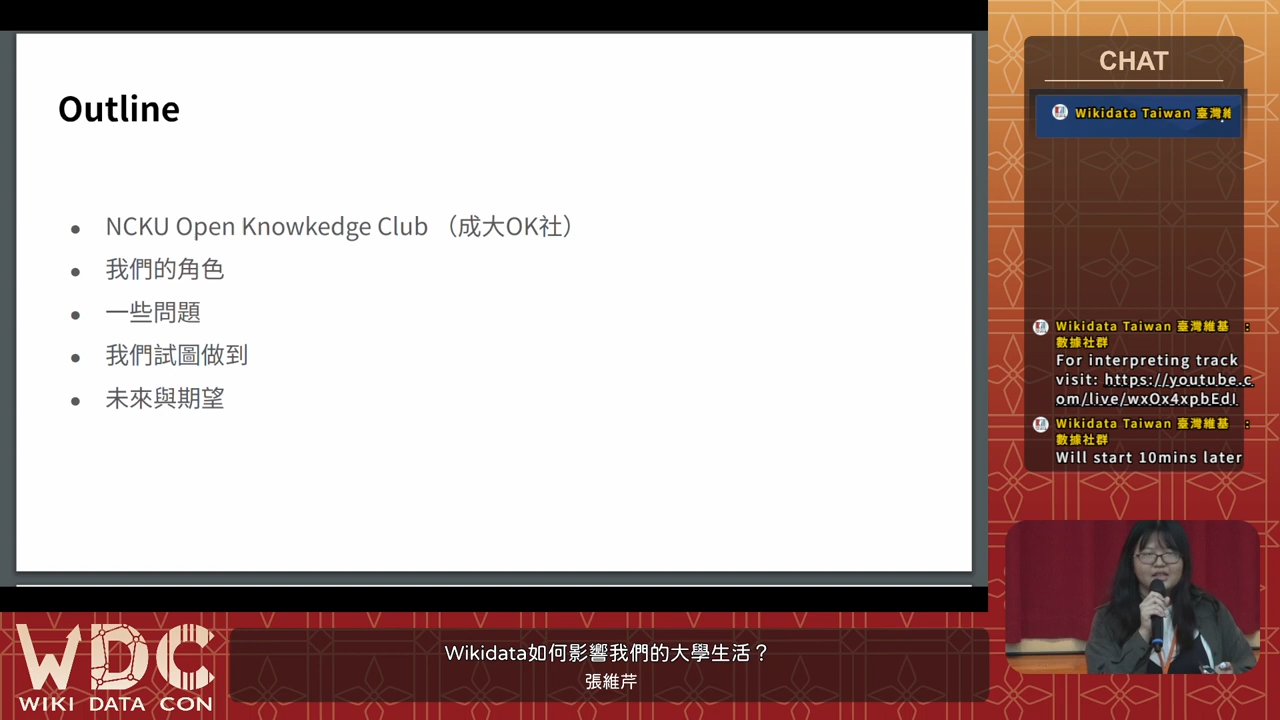 Outline
NCKU Open Knowkedge Club （成大OK社）
我們的角色
一些問題
我們試圖做到
未來與期望
CHAT
Wikidata Taiwan 臺灣維
Wikidata Taiwan 臺灣維基 :
數據社群
For interpreting track
visit: https://youtube.c
om/live/wxOx4xpbEdI
Wikidata Taiwan 臺灣維基 :
數據社群
Will start 10mins later
WDC
WIKI DATA CON
Wikidata如何影響我們的大學生活？
張維芹